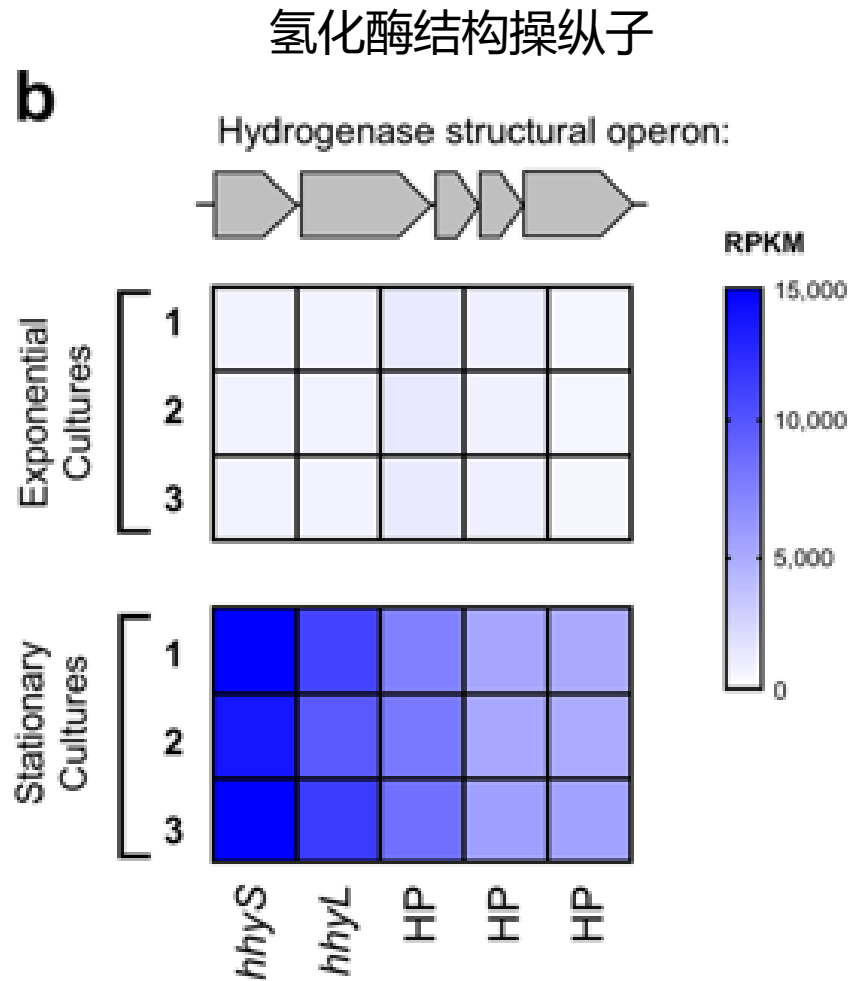 氢化酶结构操纵子
b
Hydrogenase structural operon:
RPKM
15,000
10,000
5,000
0
Exponential
Cultures
1
2
3
Stationary
Cultures
1
2
3
hhyS
hhyL
HP
HP
HP